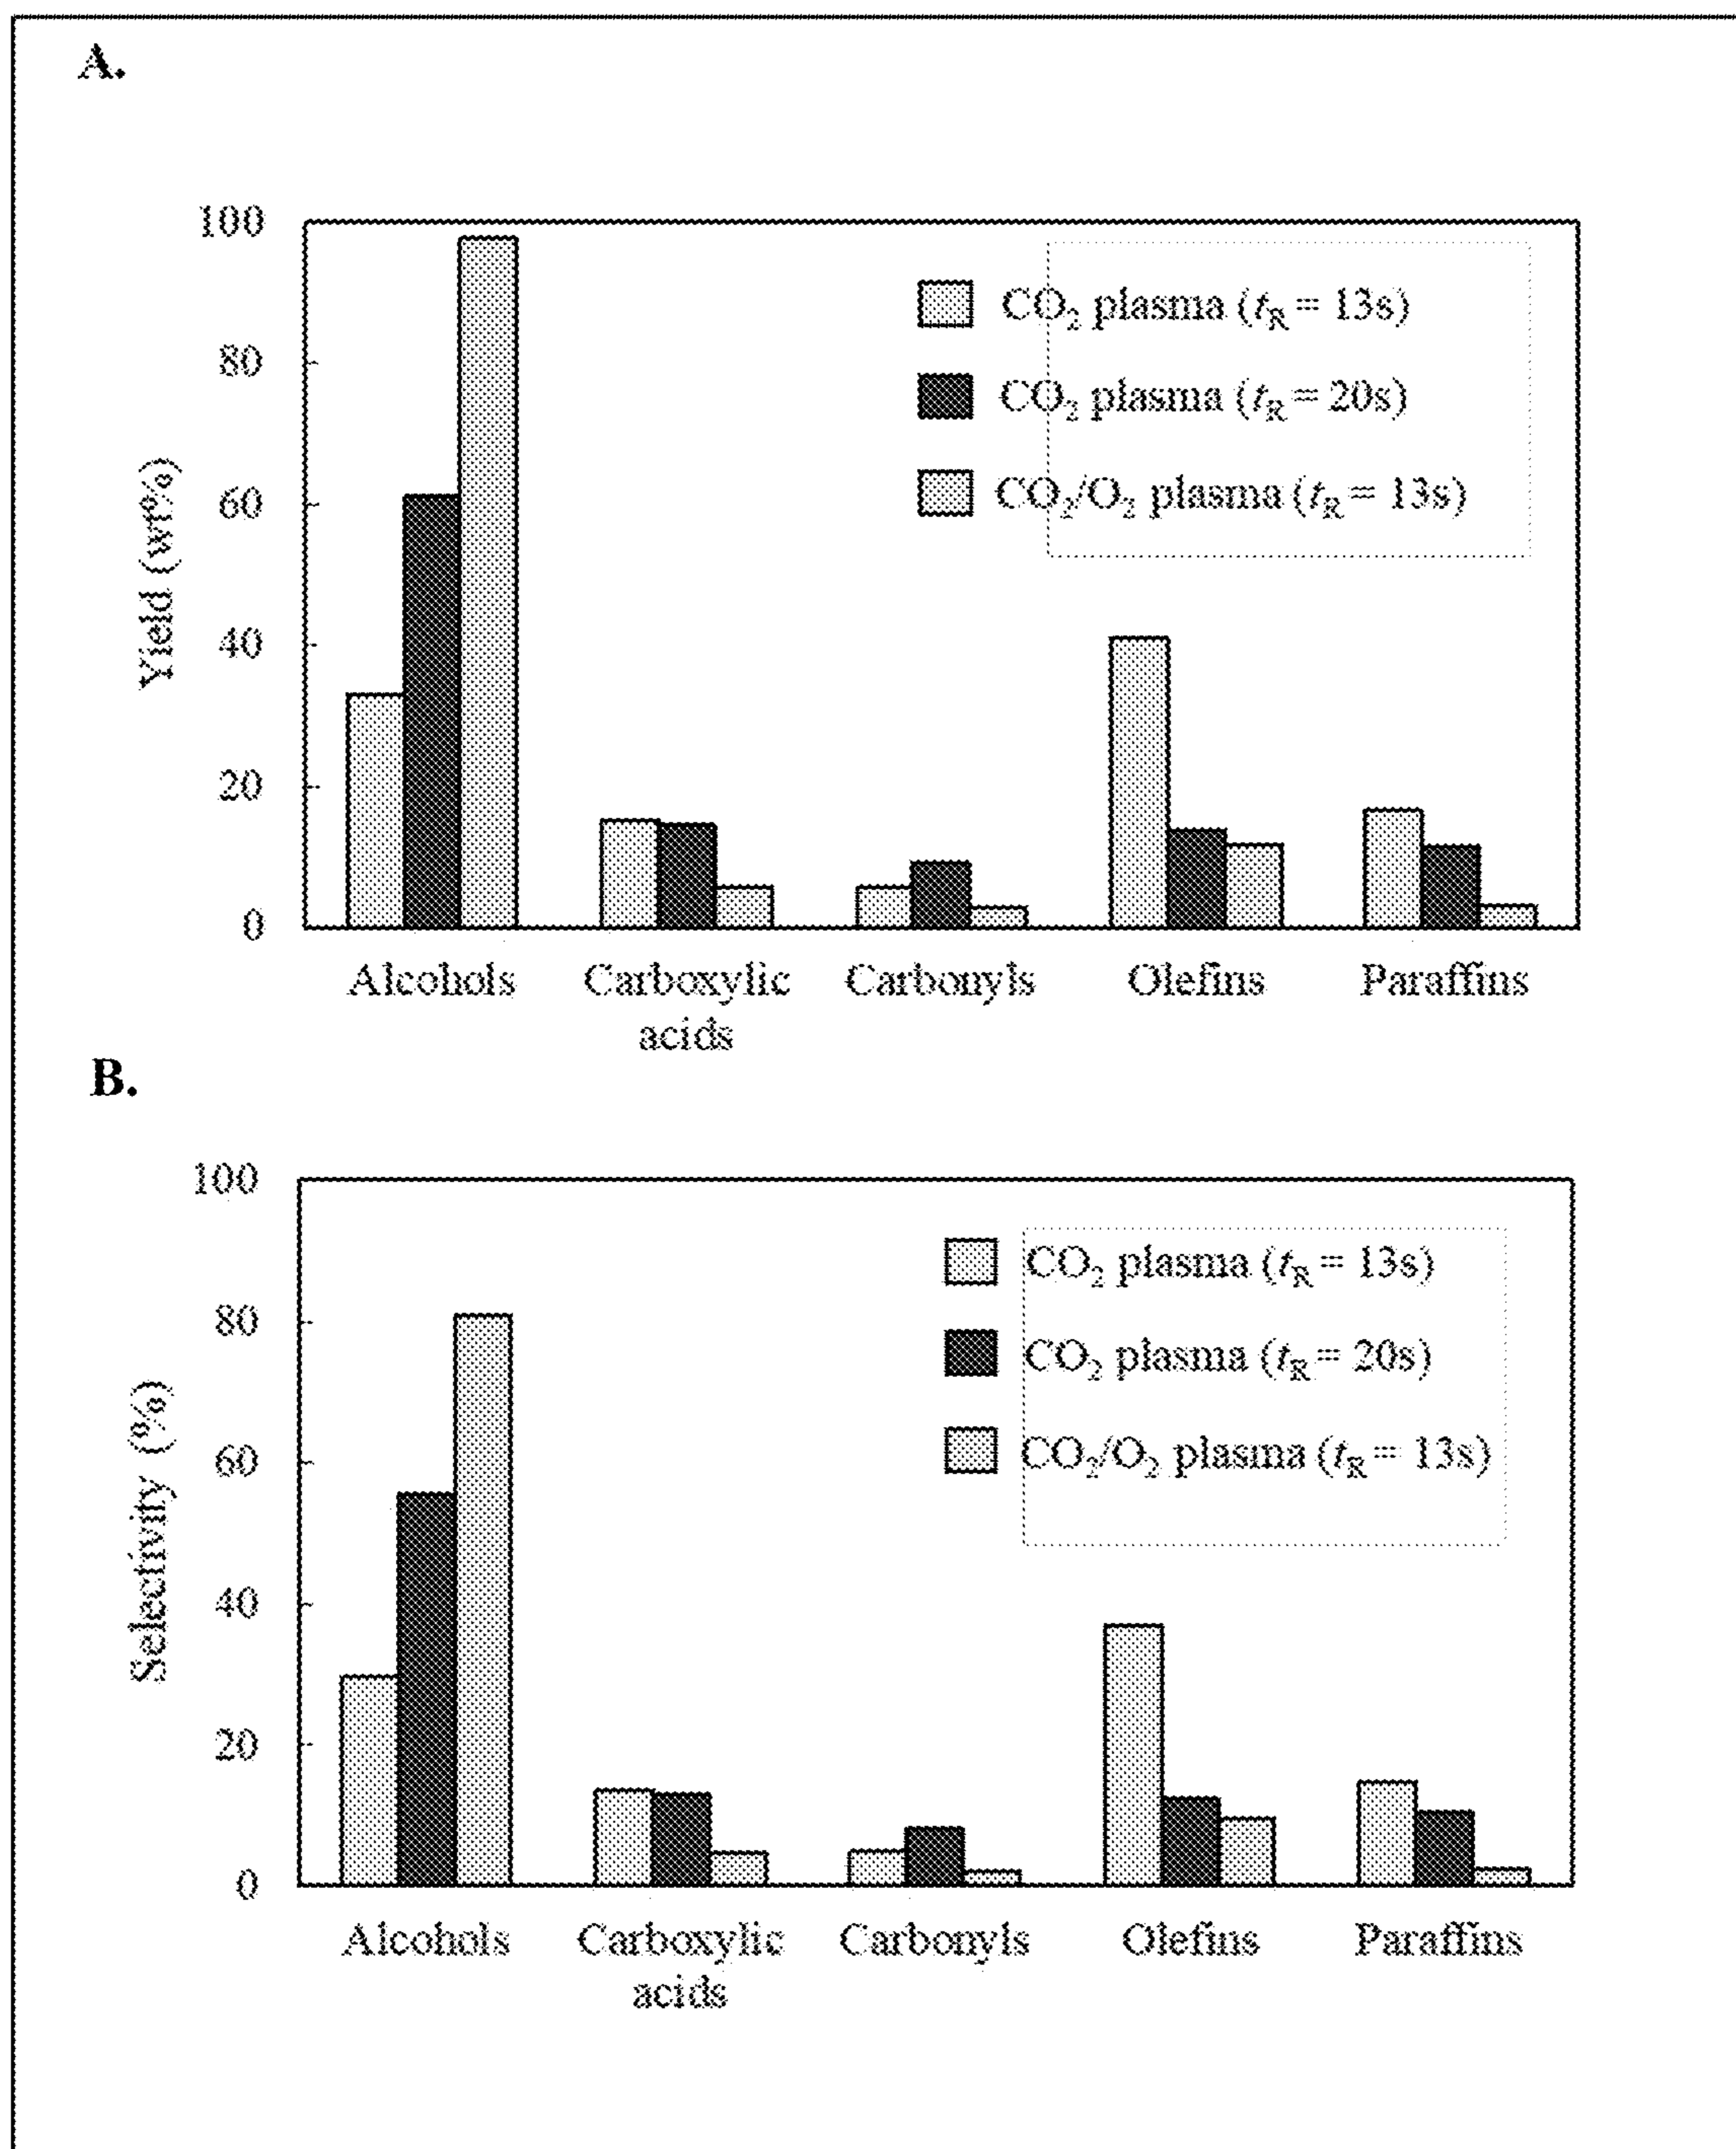 A.
100
80
60
40
20
0
Yield (wt%)
CO₂ plasma (tR = 13s)
CO₂ plasma (tR = 20s)
CO₂/O₂ plasma (tR = 13s)
Alcohols Carboxylic Carbonyls Olefins Paraffins
acids
B.
100
80
60
40
20
0
Selectivity (%)
CO₂ plasma (tR = 13s)
CO₂ plasma (tR = 20s)
CO₂/O₂ plasma (tR = 13s)
Alcohols Carboxylic Carbonyls Olefins Paraffins
acids